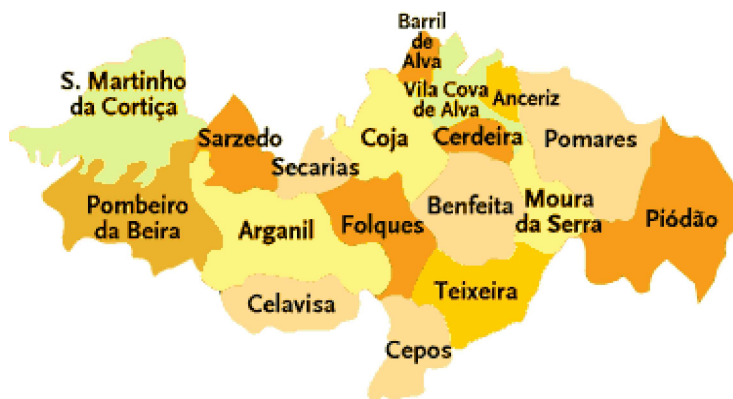 Barril
de
Alva
S. Martinho
da Cortiça
Vila Cova
de Alva
Anceriz
Sarzedo
Coja
Cerdeira
Pomares
Secarias
Pombeiro
da Beira
Arganil
Folques
Benfeita
Moura
da Serra
Piódão
Celavisa
Teixeira
Cepos